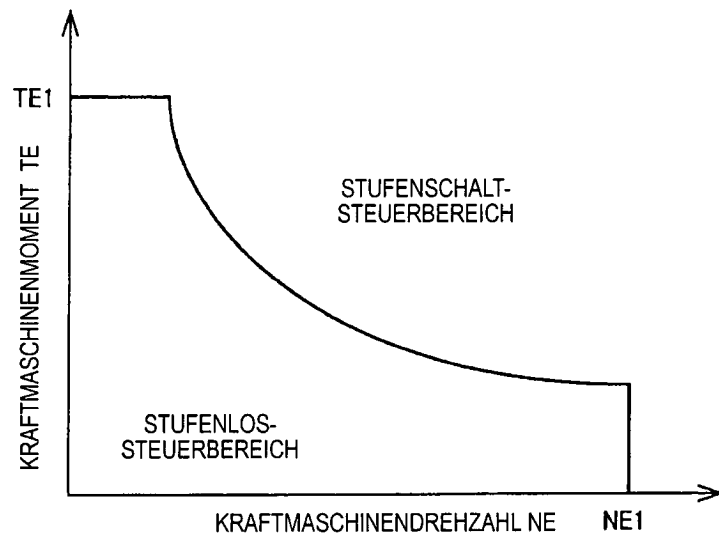 TE1
KRAFTMASCHINENMOMENT TE
STUFENSCHALT-
STEUERBEREICH
STUFENLOS-
STEUERBEREICH
KRAFTMASCHINENDREHZAHL NE
NE1